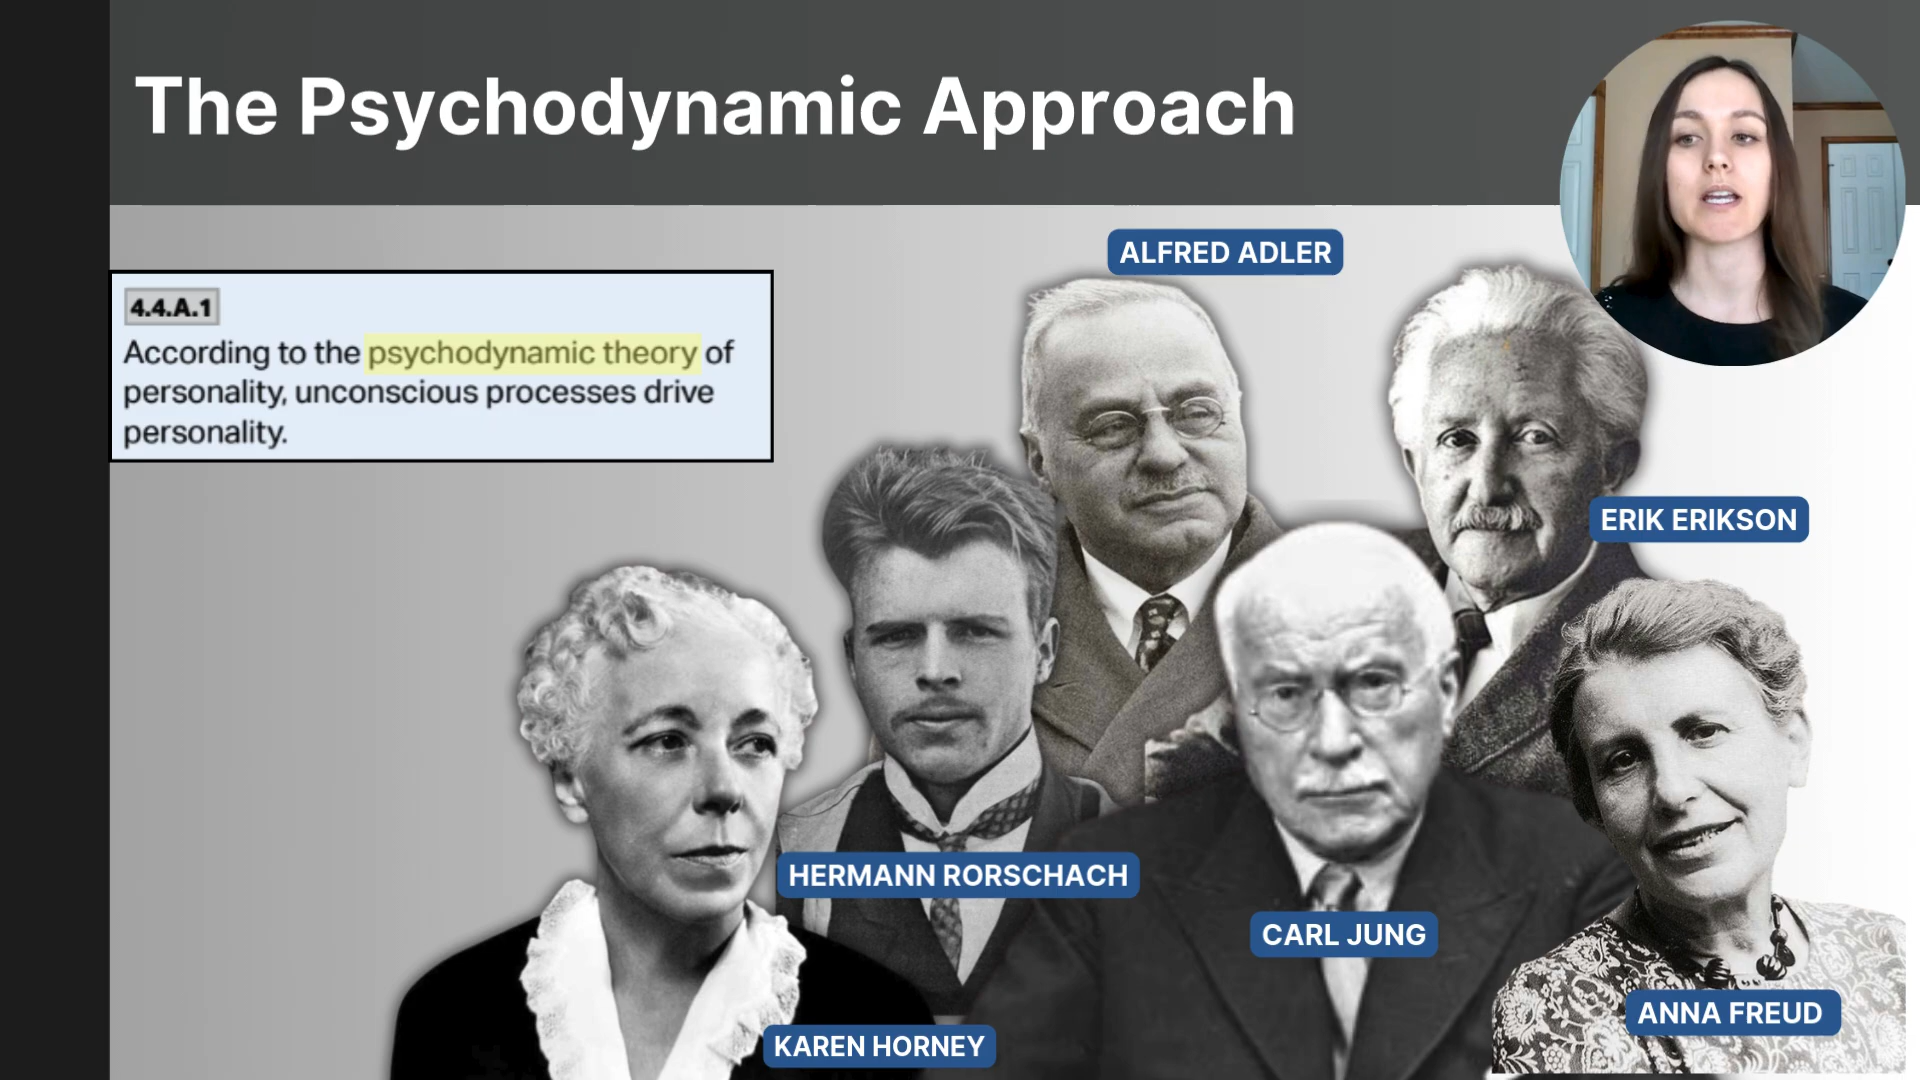 The Psychodynamic Approach
4.4.A.1
According to the psychodynamic theory of
personality, unconscious processes drive
personality.
ALFRED ADLER
ERIK ERIKSON
HERMANN RORSCHACH
CARL JUNG
ANNA FREUD
KAREN HORNEY